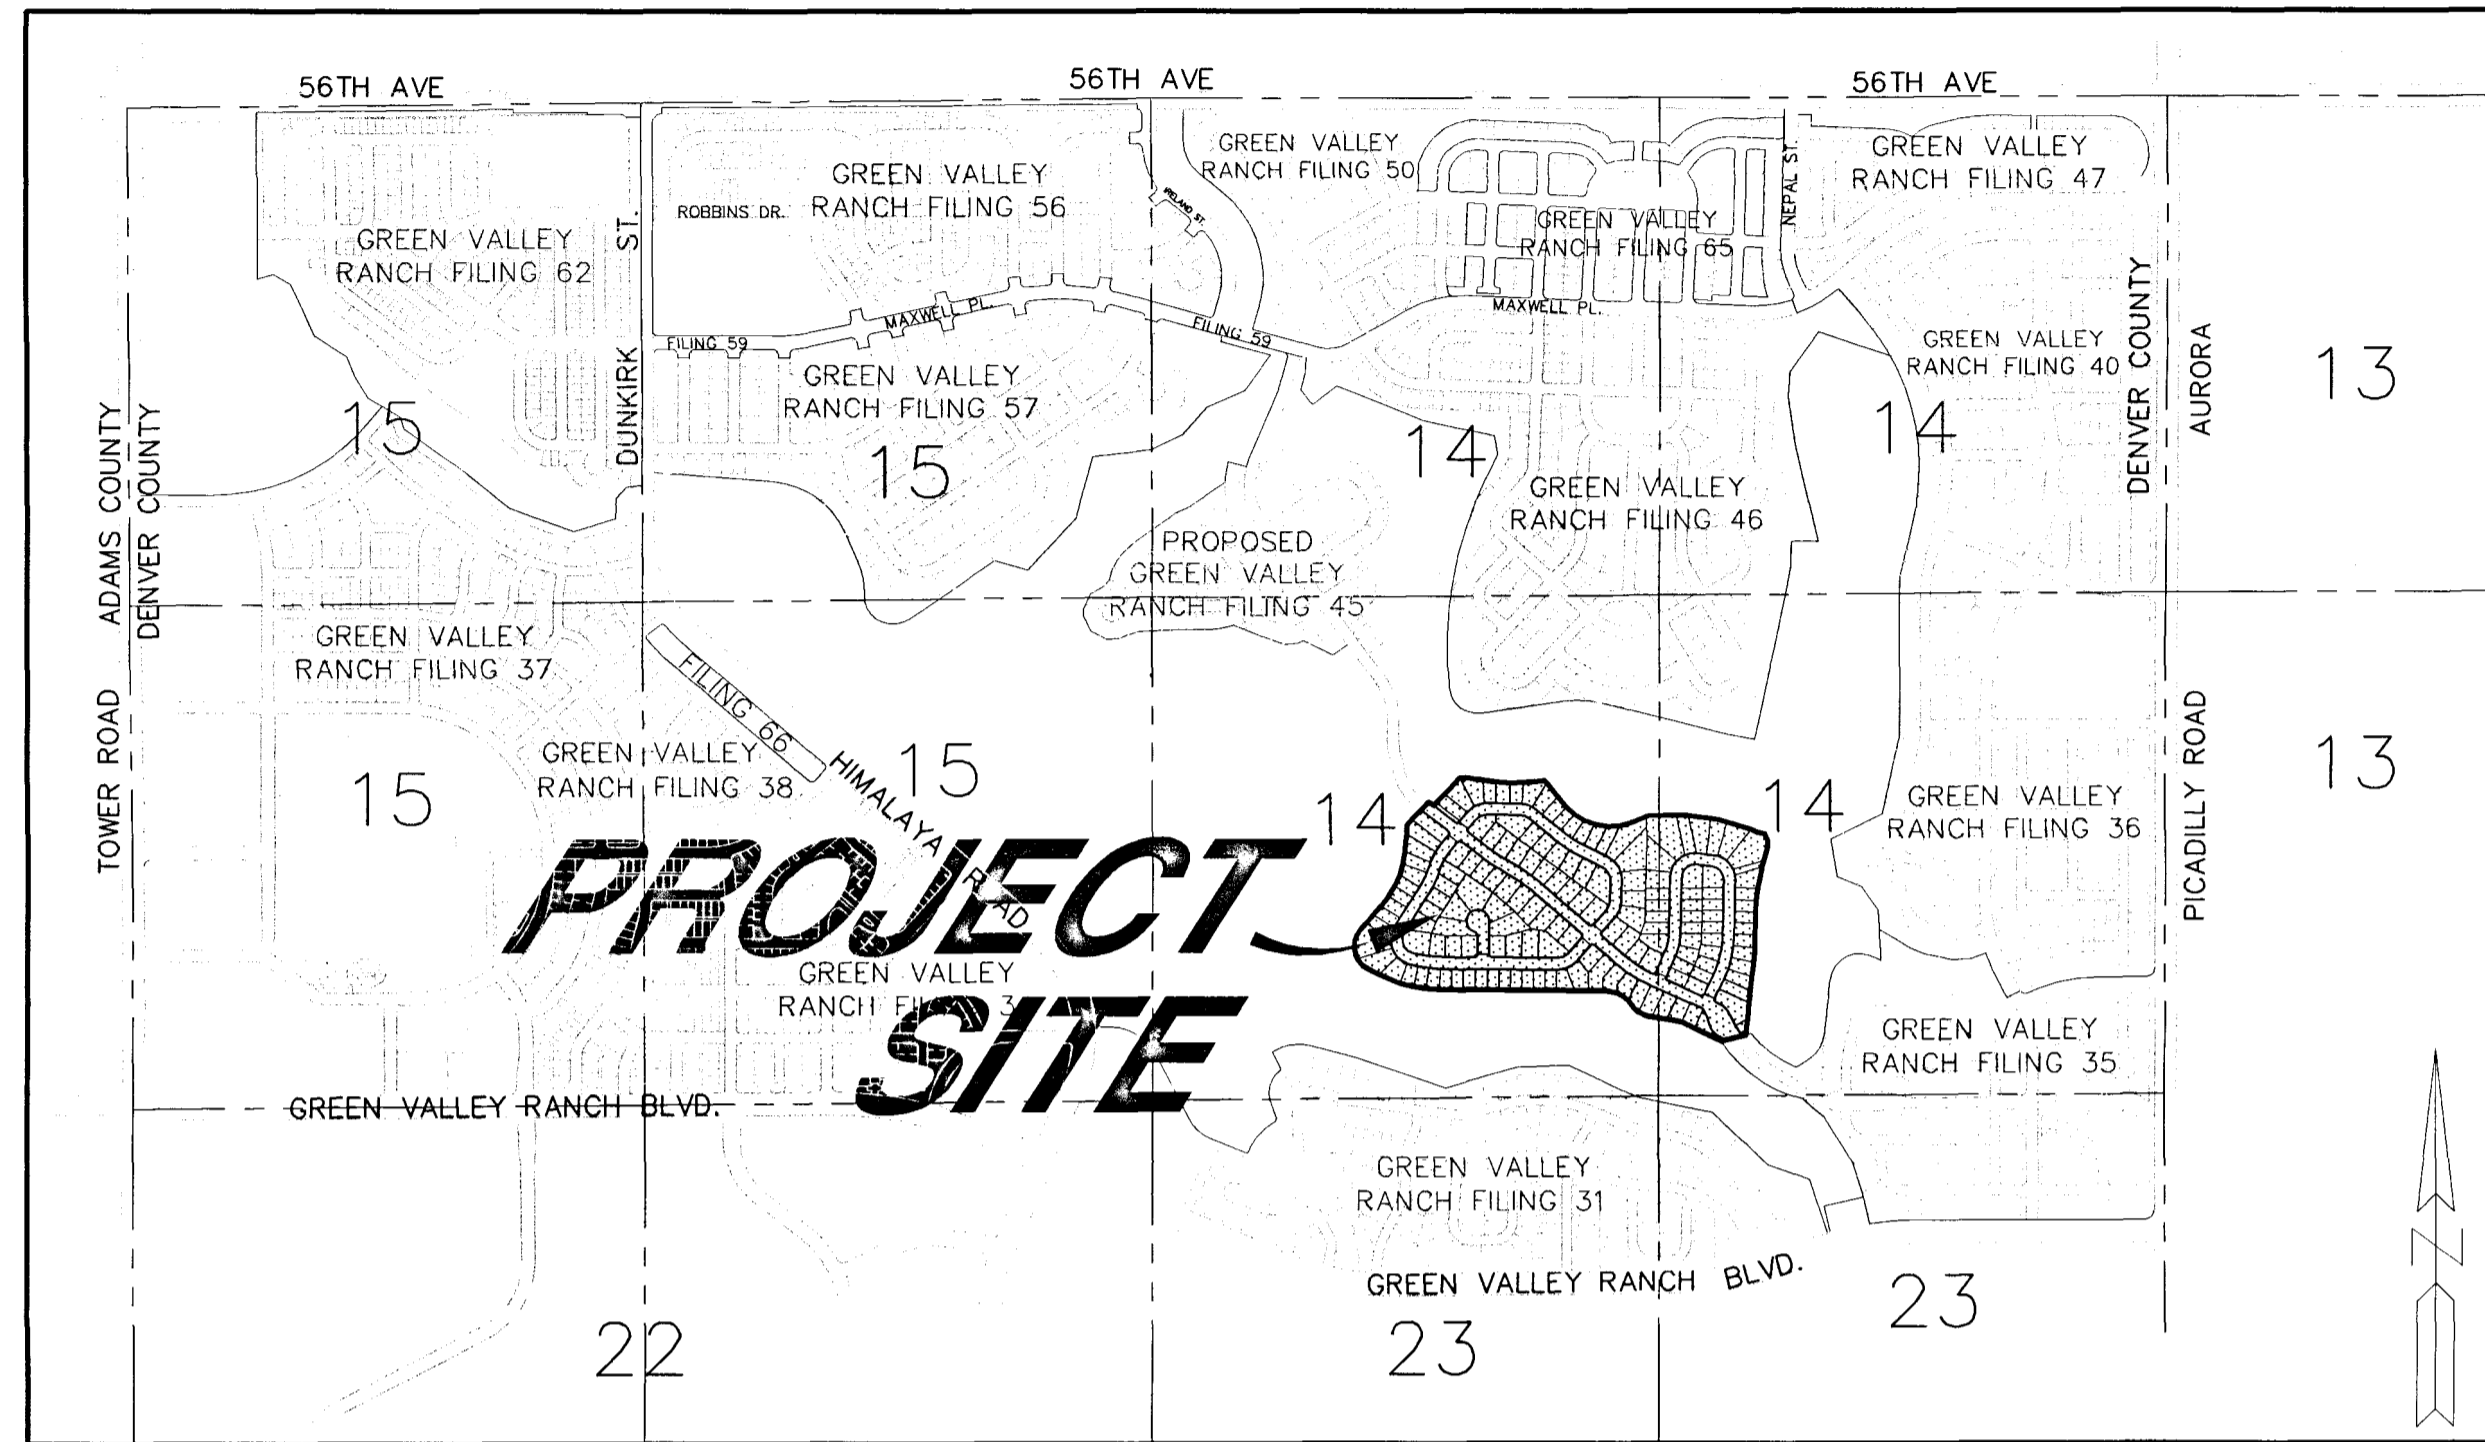 56TH AVE
56TH AVE
56TH AVE
GREEN VALLEY
RANCH FILING 62
DUNKIRK ST.
ROBBINS DR.
GREEN VALLEY
RANCH FILING 56
IRELAND ST.
GREEN VALLEY
RANCH FILING 50
GREEN VALLEY
RANCH FILING 65
NEPAL ST.
GREEN VALLEY
RANCH FILING 47
FILING 59
MAXWELL PL.
FILING 59
MAXWELL PL.
GREEN VALLEY
RANCH FILING 57
GREEN VALLEY
RANCH FILING 40
DENVER COUNTY
AURORA
13
15
15
14
14
ADAMS COUNTY
DENVER COUNTY
PROPOSED
GREEN VALLEY
RANCH FILING 45
GREEN VALLEY
RANCH FILING 46
GREEN VALLEY
RANCH FILING 37
FILING 66
GREEN VALLEY
RANCH FILING 38
HIMALAYA ROAD
TOWER ROAD
15
15
14
14
GREEN VALLEY
RANCH FILING 36
PICADILLY ROAD
13
PROJECT
SITE
GREEN VALLEY
RANCH FI 3
GREEN VALLEY
RANCH FILING 35
GREEN VALLEY RANCH BLVD.
GREEN VALLEY
RANCH FILING 31
GREEN VALLEY RANCH BLVD.
22
23
23
N